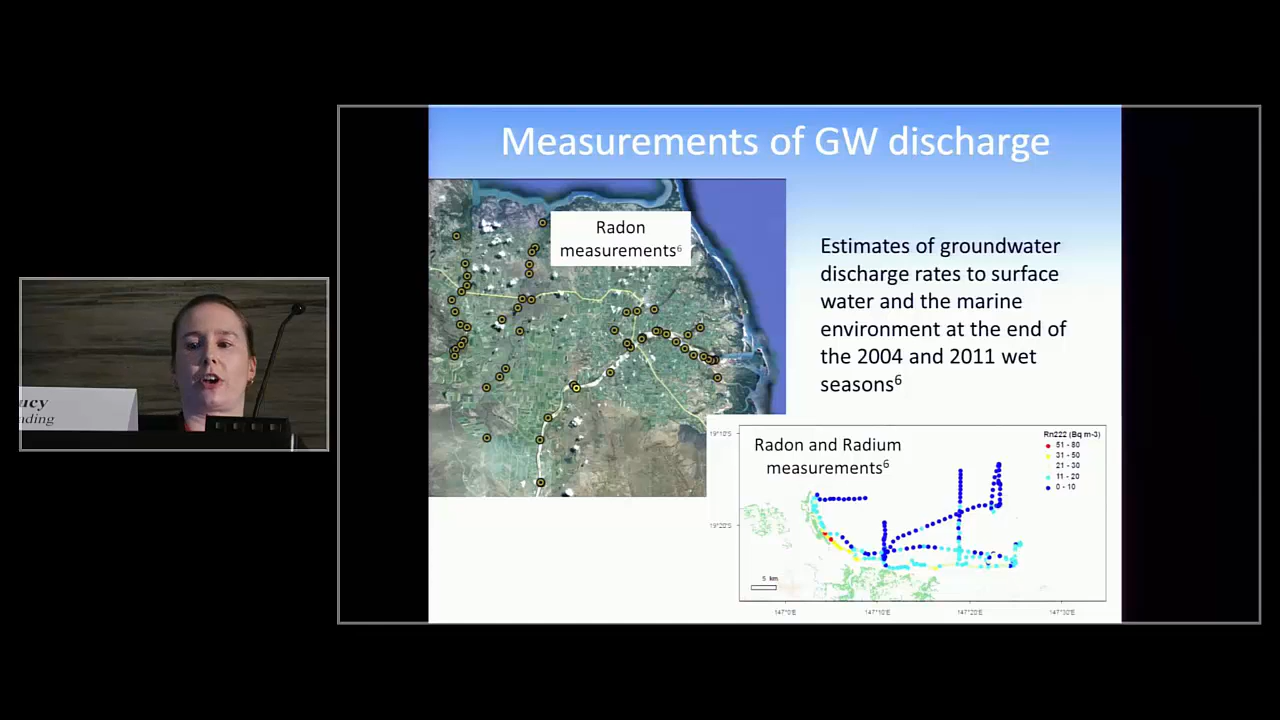 Measurements of GW discharge
Radon
measurements⁶
Estimates of groundwater
discharge rates to surface
water and the marine
environment at the end of
the 2004 and 2011 wet
seasons⁶
Radon and Radium
measurements⁶
Rn222 (Bq m-3)
51 - 80
31 - 50
21 - 30
11 - 20
0 - 10
19°10'S
19°20'S
5 km
147°0'E
147°10'E
147°20'E
147°30'E
ucy
ding